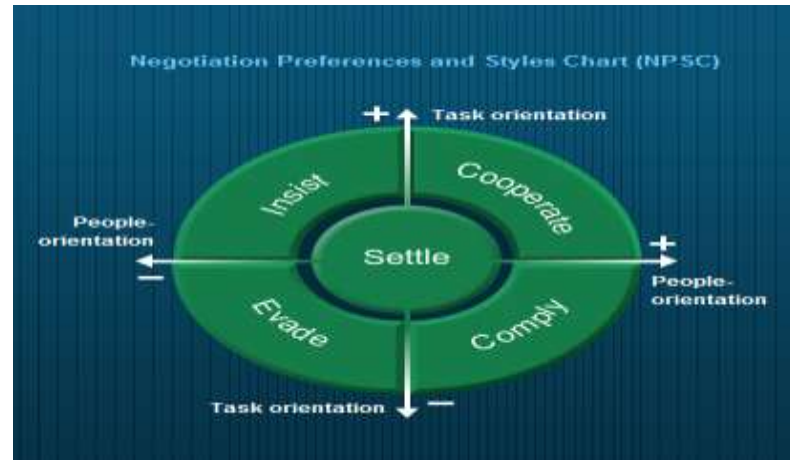 Negotiation Preferences and Styles Chart (NPSC)
+ Task orientation
Insist
Cooperate
People-
orientation
−
Settle
+
People-
orientation
Evade
Comply
Task orientation −